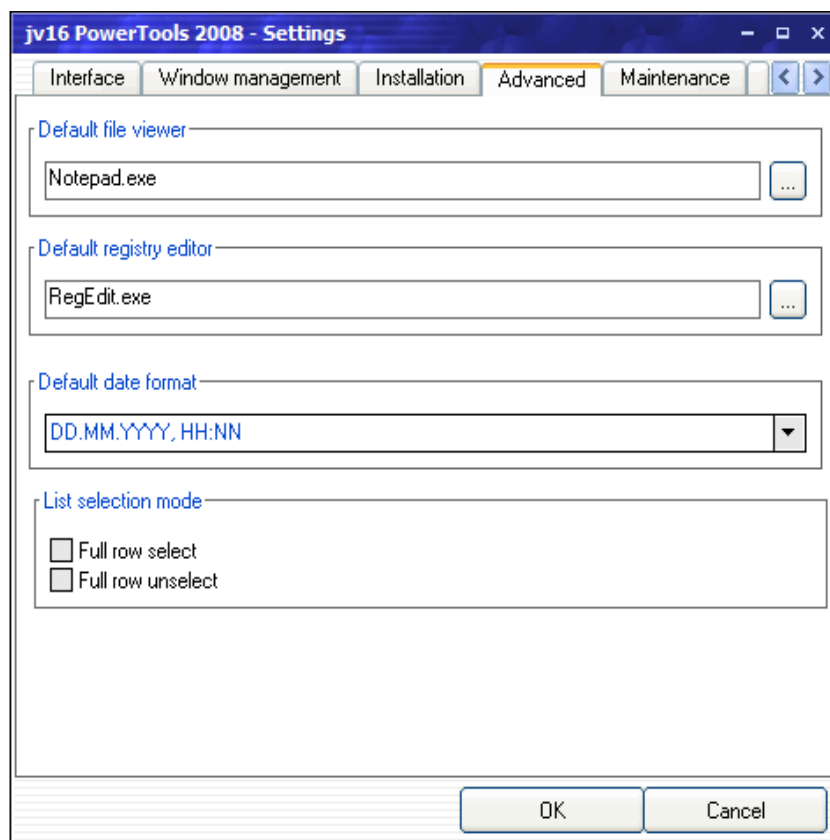 jv16 PowerTools 2008 - Settings
Interface Window management Installation Advanced Maintenance
Default file viewer
Notepad.exe ...
Default registry editor
RegEdit.exe ...
Default date format
DD.MM.YYYY, HH:NN
List selection mode
Full row select
Full row unselect
OK Cancel